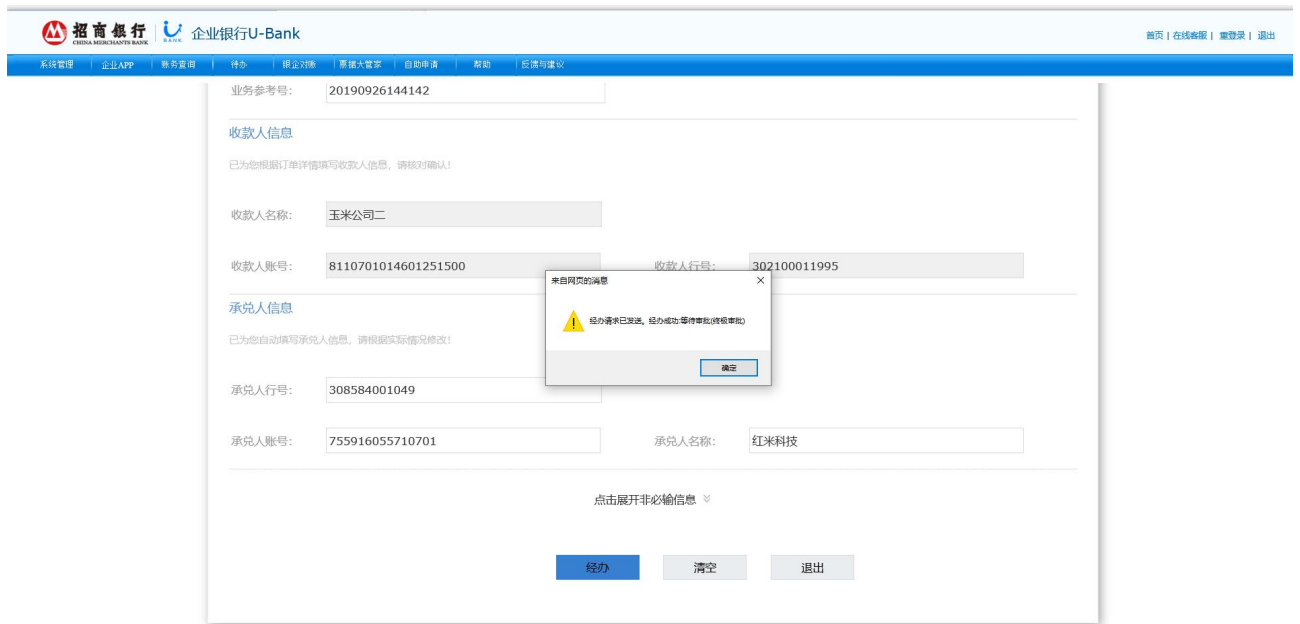 招商银行 企业银行U-Bank
CHINA MERCHANTS BANK
BANK
首页 | 在线客服 | 重登录 | 退出
系统管理 | 企业APP | 账务查询 | 待办 | 银企对账 | 票据大管家 | 自助申请 | 帮助 | 反馈与建议
业务参考号: 20190926144142
收款人信息
已为您根据订单详情填写收款人信息，请核对确认!
收款人名称: 玉米公司二
收款人账号: 8110701014601251500 收款人行号: 302100011995
来自网页的消息
经办请求已发送。经办成功:等待审批(终极审批)
确定
承兑人信息
已为您自动填写承兑人信息，请根据实际情况修改!
承兑人行号: 308584001049
承兑人账号: 755916055710701 承兑人名称: 红米科技
点击展开非必输信息
经办 清空 退出